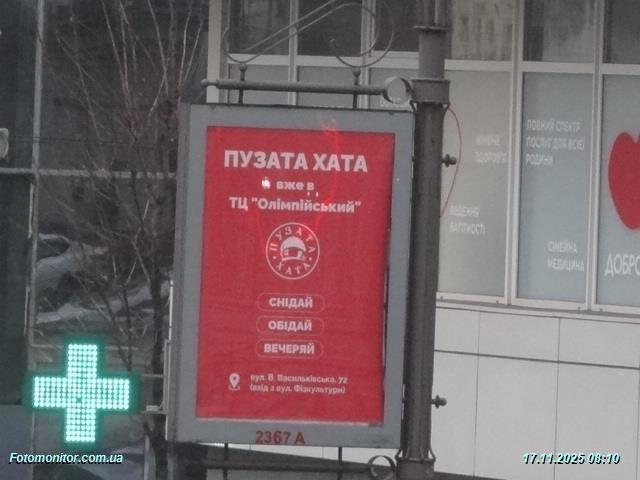 ПУЗАТА ХАТА
вже в
ТЦ "Олімпійський"
ПУЗАТА
ХАТА
СНІДАЙ
ОБІДАЙ
ВЕЧЕРЯЙ
вул. В. Васильківська, 72
(вхід з вул. Фізкультури)
2367 А
ПОВНИЙ СПЕКТР
ПОСЛУГ ДЛЯ ВСІЄЇ
РОДИНИ
ЖІНОЧЕ
ЗДОРОВ'Я
ВЕДЕННЯ
ВАГІТНОСТІ
СІМЕЙНА
МЕДИЦИНА
ДОБРО
Fotomonitor.com.ua
17.11.2025 08:10